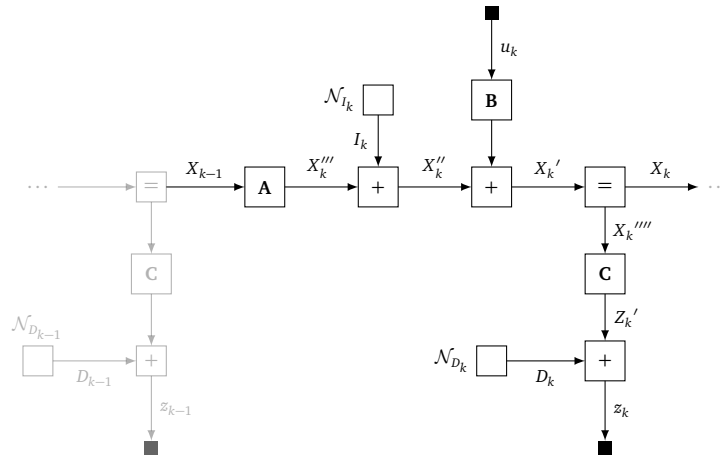 u_k
𝒩_{I_k}
B
I_k
X_{k−1}
X_k′′′
X_k′′
X_k′
X_k
···
=
A
+
+
=
··
X_k′′′′
C
C
Z_k′
𝒩_{D_{k−1}}
𝒩_{D_k}
+
+
D_{k−1}
D_k
z_{k−1}
z_k